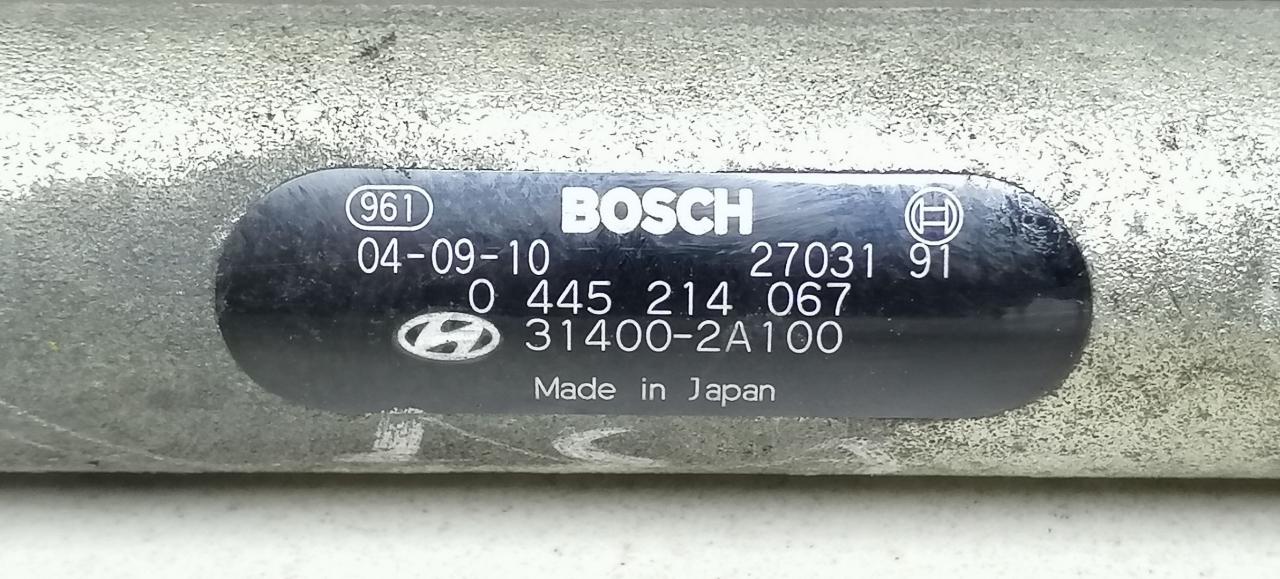 961 BOSCH
04-09-10 27031 91
0 445 214 067
31400-2A100
Made in Japan